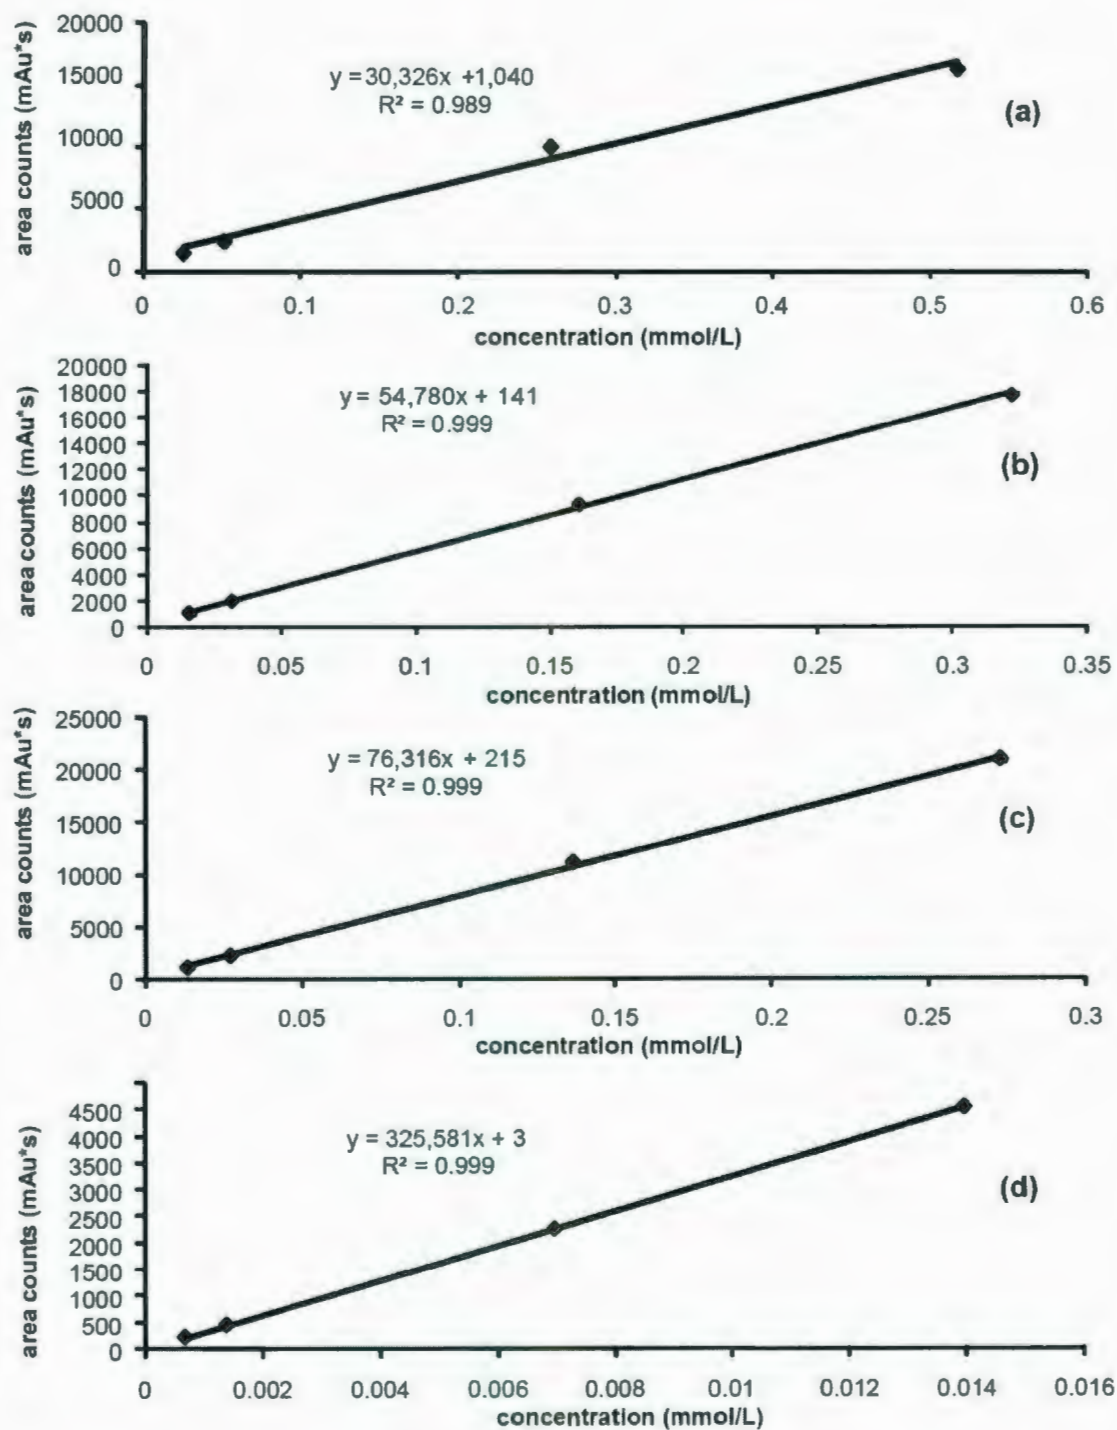 20000
y = 30,326x +1,040
R² = 0.989
15000
(a)
10000
5000
0
area counts (mAu*s)
0 0.1 0.2 0.3 0.4 0.5 0.6
concentration (mmol/L)
20000
18000
y = 54,780x + 141
R² = 0.999
16000
14000
(b)
12000
10000
8000
6000
4000
2000
0
area counts (mAu*s)
0 0.05 0.1 0.15 0.2 0.25 0.3 0.35
concentration (mmol/L)
25000
y = 76,316x + 215
R² = 0.999
20000
15000
(c)
10000
5000
0
area counts (mAu*s)
0 0.05 0.1 0.15 0.2 0.25 0.3
concentration (mmol/L)
4500
y = 325,581x + 3
R² = 0.999
4000
3500
3000
(d)
2500
2000
1500
1000
500
0
area counts (mAu*s)
0 0.002 0.004 0.006 0.008 0.01 0.012 0.014 0.016
concentration (mmol/L)